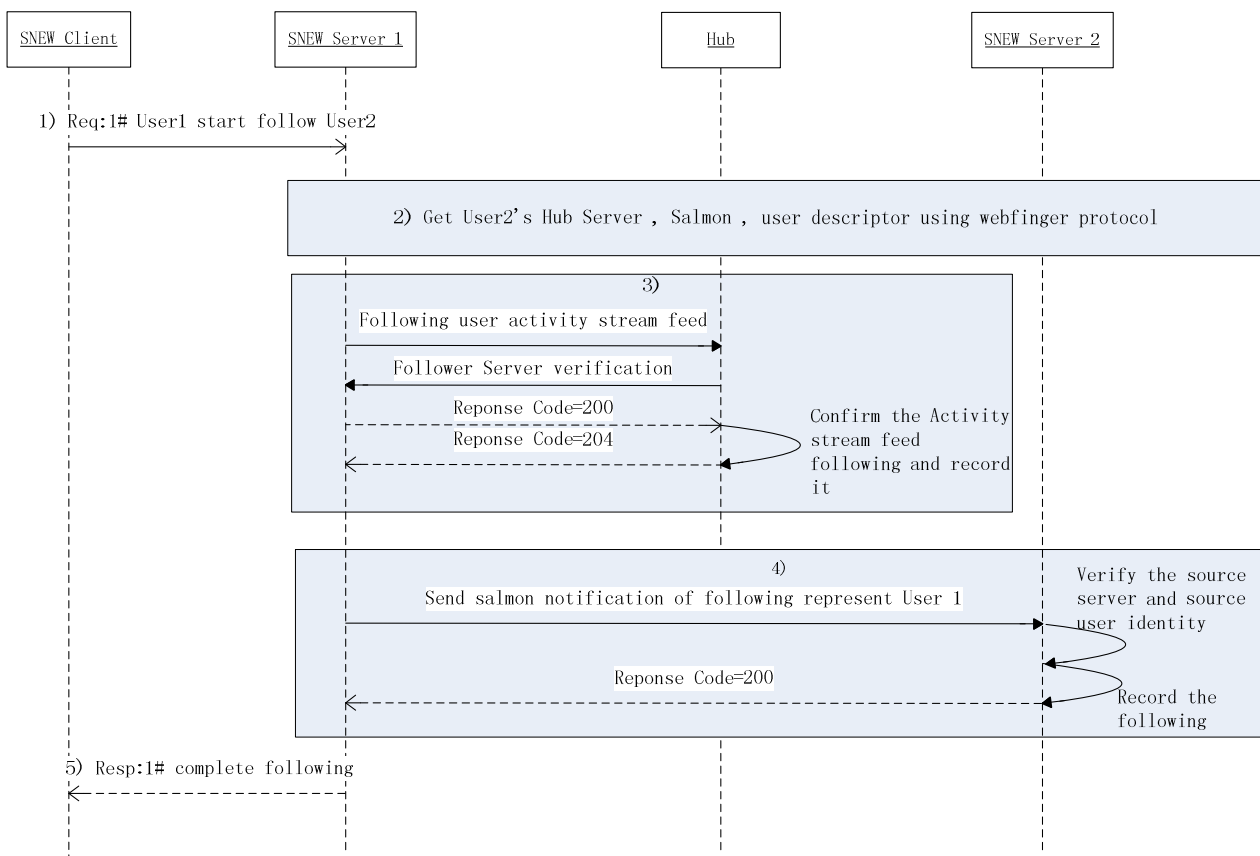 SNEW Client
SNEW Server 1
Hub
SNEW Server 2
1) Req:1# User1 start follow User2
2) Get User2's Hub Server , Salmon , user descriptor using webfinger protocol
3)
Following user activity stream feed
Follower Server verification
Reponse Code=200
Reponse Code=204
Confirm the Activity
stream feed
following and record
it
4)
Send salmon notification of following represent User 1
Verify the source
server and source
user identity
Reponse Code=200
Record the
following
5) Resp:1# complete following